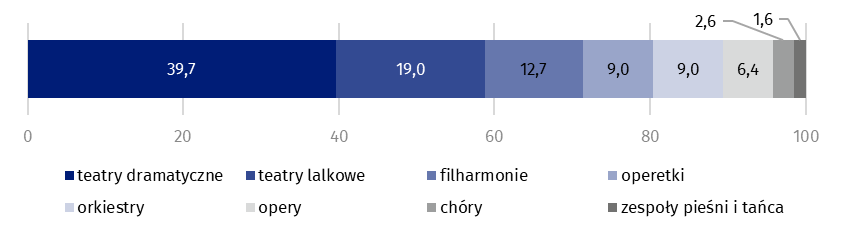 2,6 1,6
39,7 19,0 12,7 9,0 9,0 6,4
0 20 40 60 80 100
teatry dramatyczne teatry lalkowe filharmonie operetki
orkiestry opery chóry zespoły pieśni i tańca